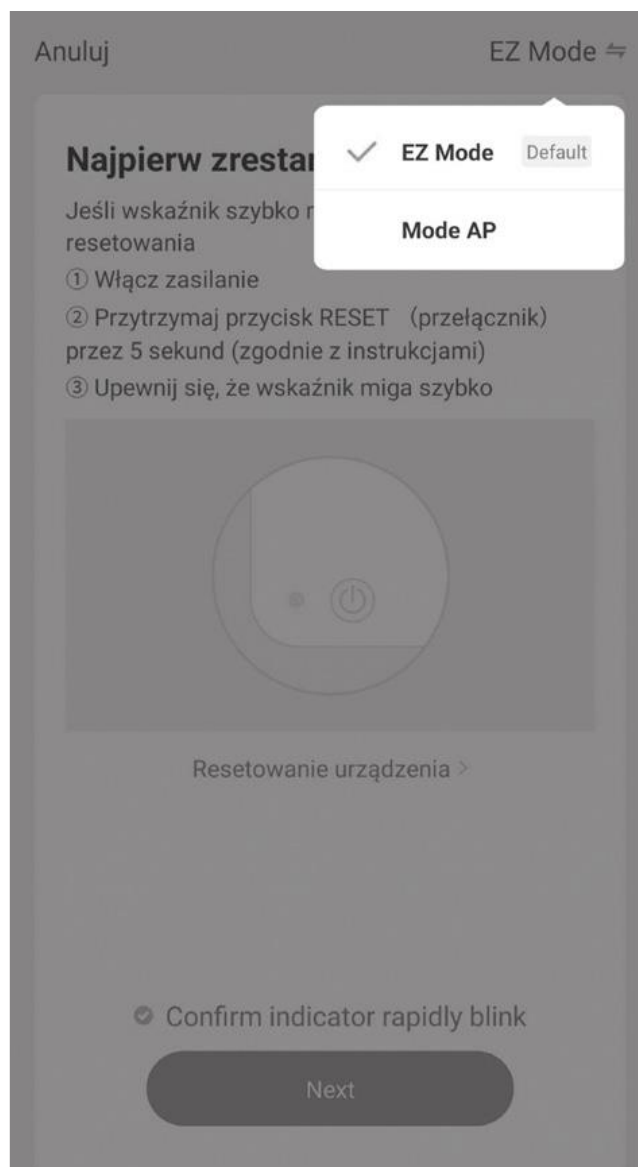 Anuluj
EZ Mode ⇋
EZ Mode Default
Mode AP
Najpierw
Jeśli wskaźnik szybko
resetowania
① Włącz zasilanie
② Przytrzymaj przycisk RESET （przełącznik）
przez 5 sekund (zgodnie z instrukcjami)
③ Upewnij się, że wskaźnik miga szybko
Resetowanie urządzenia >
Confirm indicator rapidly blink
Next